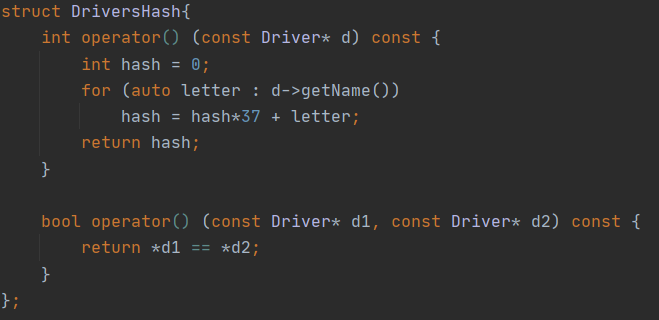 struct DriversHash{
    int operator() (const Driver* d) const {
        int hash = 0;
        for (auto letter : d->getName())
            hash = hash*37 + letter;
        return hash;
    }

    bool operator() (const Driver* d1, const Driver* d2) const {
        return *d1 == *d2;
    }
};